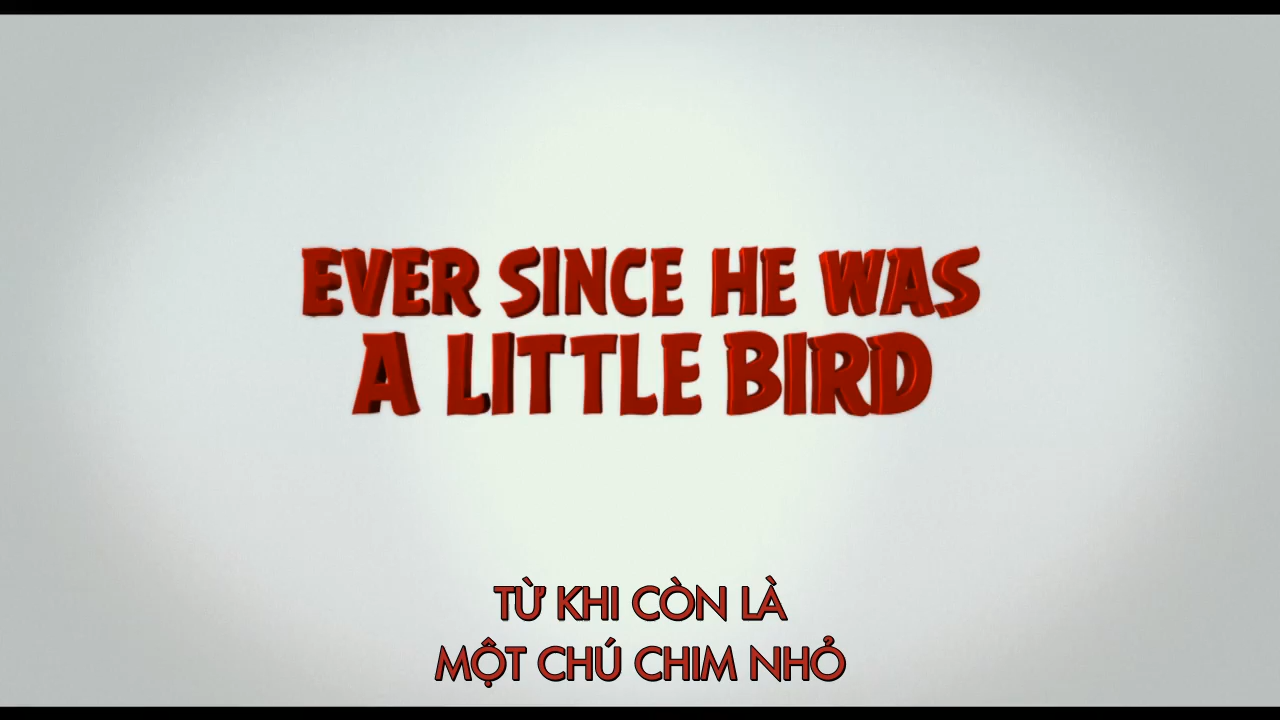 EVER SINCE HE WAS
A LITTLE BIRD
TỪ KHI CÒN LÀ
MỘT CHÚ CHIM NHỎ